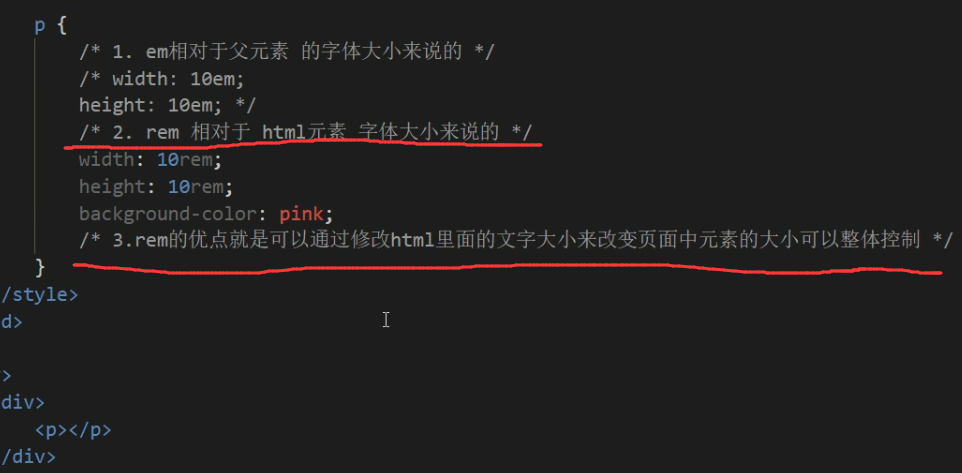 p {
/* 1. em相对于父元素 的字体大小来说的 */
/* width: 10em;
height: 10em; */
/* 2. rem 相对于 html元素 字体大小来说的 */
width: 10rem;
height: 10rem;
background-color: pink;
/* 3.rem的优点就是可以通过修改html里面的文字大小来改变页面中元素的大小可以整体控制 */
}
/style>
d>
>
div>
<p></p>
/div>